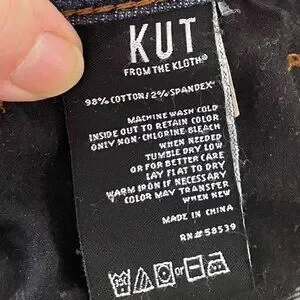 KUT
FROM THE KLOTH®
98% COTTON/2% SPANDEX
MACHINE WASH COLD
INSIDE OUT TO RETAIN COLOR.
ONLY NON-CHLORINE BLEACH
WHEN NEEDED
TUMBLE DRY LOW
OR FOR BETTER CARE
LAY FLAT TO DRY
WARM IRON IF NECESSARY
COLOR MAY TRANSFER
WHEN NEW
MADE IN CHINA
RN#58539
or